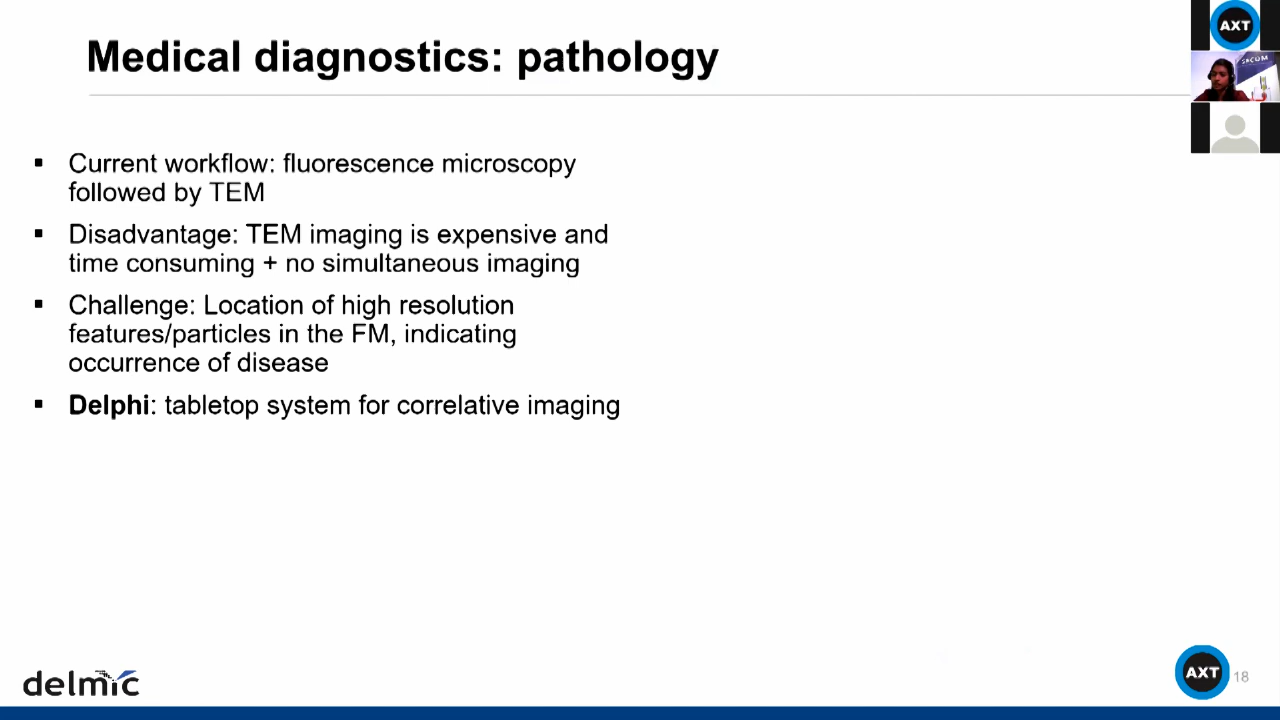 Medical diagnostics: pathology
AXT
SECOM
▪ Current workflow: fluorescence microscopy
followed by TEM
▪ Disadvantage: TEM imaging is expensive and
time consuming + no simultaneous imaging
▪ Challenge: Location of high resolution
features/particles in the FM, indicating
occurrence of disease
▪ Delphi: tabletop system for correlative imaging
delmic
AXT
18